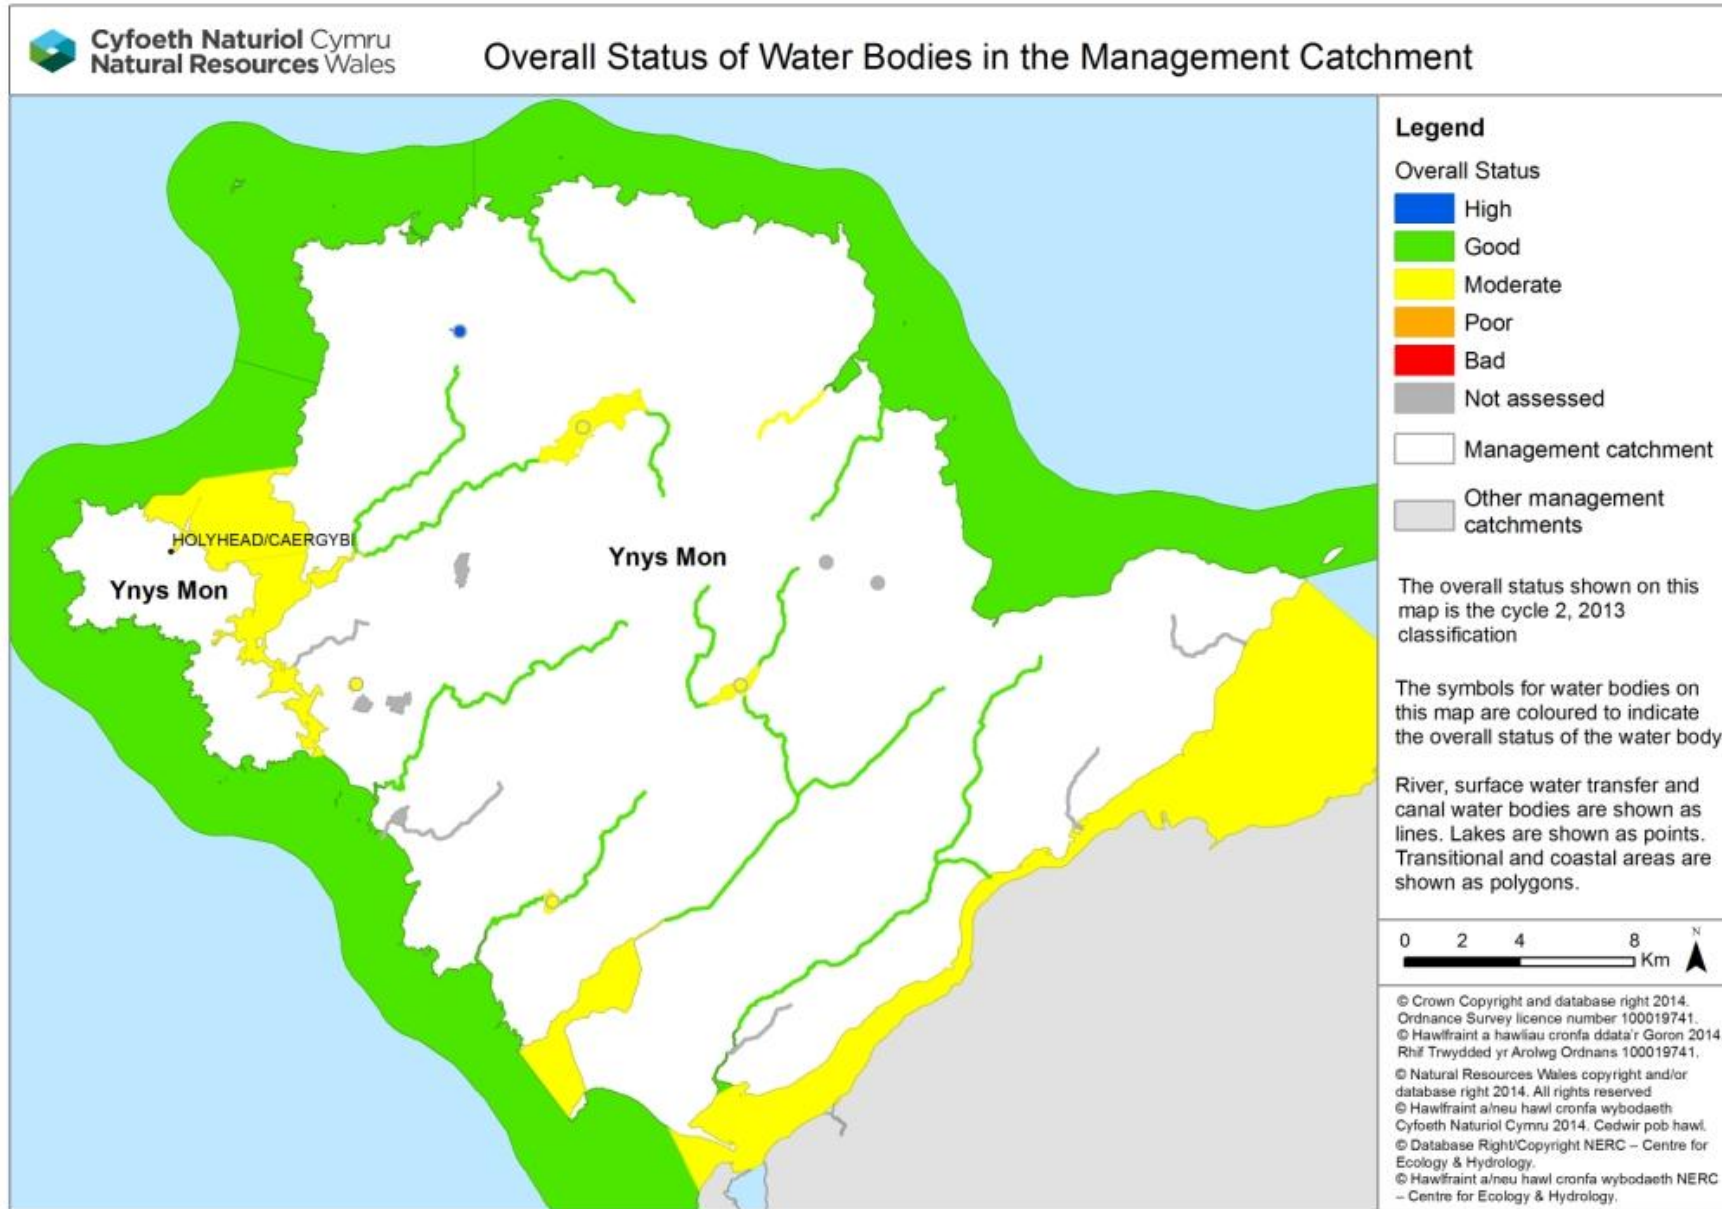 Cyfoeth Naturiol Cymru
Natural Resources Wales
Overall Status of Water Bodies in the Management Catchment
HOLYHEAD/CAERGYBI
Ynys Mon
Ynys Mon
Legend
Overall Status
High
Good
Moderate
Poor
Bad
Not assessed
Management catchment
Other management
catchments
The overall status shown on this
map is the cycle 2, 2013
classification
The symbols for water bodies on
this map are coloured to indicate
the overall status of the water body
River, surface water transfer and
canal water bodies are shown as
lines. Lakes are shown as points.
Transitional and coastal areas are
shown as polygons.
0 2 4 8
Km
N
© Crown Copyright and database right 2014.
Ordnance Survey licence number 100019741.
© Hawlfraint a hawliau cronfa ddata'r Goron 2014
Rhif Trwydded yr Arolwg Ordnans 100019741.
© Natural Resources Wales copyright and/or
database right 2014. All rights reserved
© Hawlfraint a/neu hawl cronfa wybodaeth
Cyfoeth Naturiol Cymru 2014. Cedwir pob hawl.
© Database Right/Copyright NERC – Centre for
Ecology & Hydrology.
© Hawlfraint a/neu hawl cronfa wybodaeth NERC
– Centre for Ecology & Hydrology.